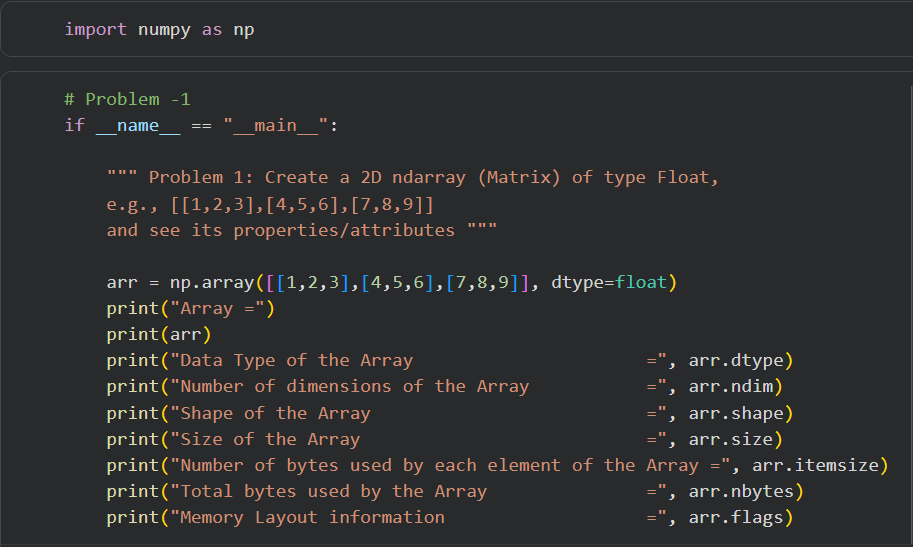 import numpy as np
# Problem -1
if __name__ == "__main__":
""" Problem 1: Create a 2D ndarray (Matrix) of type Float,
e.g., [[1,2,3],[4,5,6],[7,8,9]]
and see its properties/attributes """
arr = np.array([[1,2,3],[4,5,6],[7,8,9]], dtype=float)
print("Array =")
print(arr)
print("Data Type of the Array                      =", arr.dtype)
print("Number of dimensions of the Array           =", arr.ndim)
print("Shape of the Array                          =", arr.shape)
print("Size of the Array                           =", arr.size)
print("Number of bytes used by each element of the Array =", arr.itemsize)
print("Total bytes used by the Array               =", arr.nbytes)
print("Memory Layout information                   =", arr.flags)